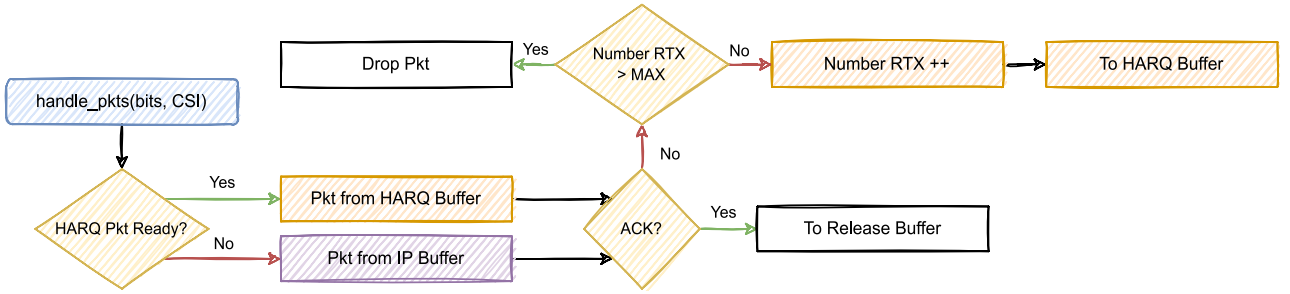 handle_pkts(bits, CSI)
HARQ Pkt Ready?
Yes
No
Pkt from HARQ Buffer
Pkt from IP Buffer
ACK?
Yes
To Release Buffer
No
Number RTX
> MAX
Yes
Drop Pkt
No
Number RTX ++
To HARQ Buffer